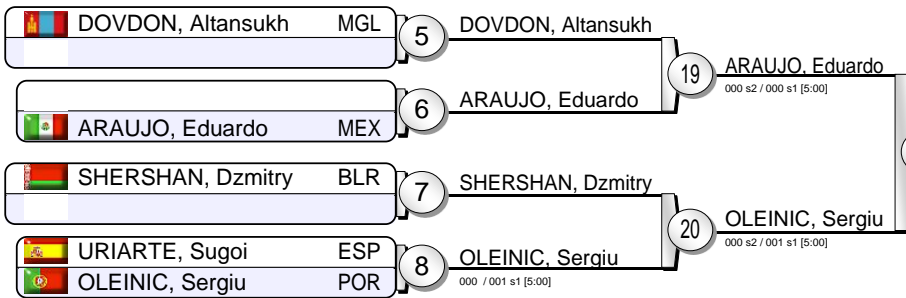 DOVDON, Altansukh MGL
5
DOVDON, Altansukh
19
ARAUJO, Eduardo
000 s2 / 000 s1 [5:00]
6
ARAUJO, Eduardo
ARAUJO, Eduardo MEX
SHERSHAN, Dzmitry BLR
7
SHERSHAN, Dzmitry
20
OLEINIC, Sergiu
000 s2 / 001 s1 [5:00]
URIARTE, Sugoi ESP
8
OLEINIC, Sergiu
000 / 001 s1 [5:00]
OLEINIC, Sergiu POR